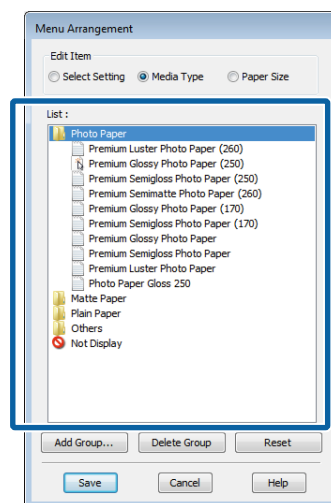 Menu Arrangement
Edit Item
Select Setting Media Type Paper Size
List :
Photo Paper
Premium Luster Photo Paper (260)
Premium Glossy Photo Paper (250)
Premium Semigloss Photo Paper (250)
Premium Semimatte Photo Paper (260)
Premium Glossy Photo Paper (170)
Premium Semigloss Photo Paper (170)
Premium Glossy Photo Paper
Premium Semigloss Photo Paper
Premium Luster Photo Paper
Photo Paper Gloss 250
Matte Paper
Plain Paper
Others
Not Display
Add Group... Delete Group Reset
Save Cancel Help